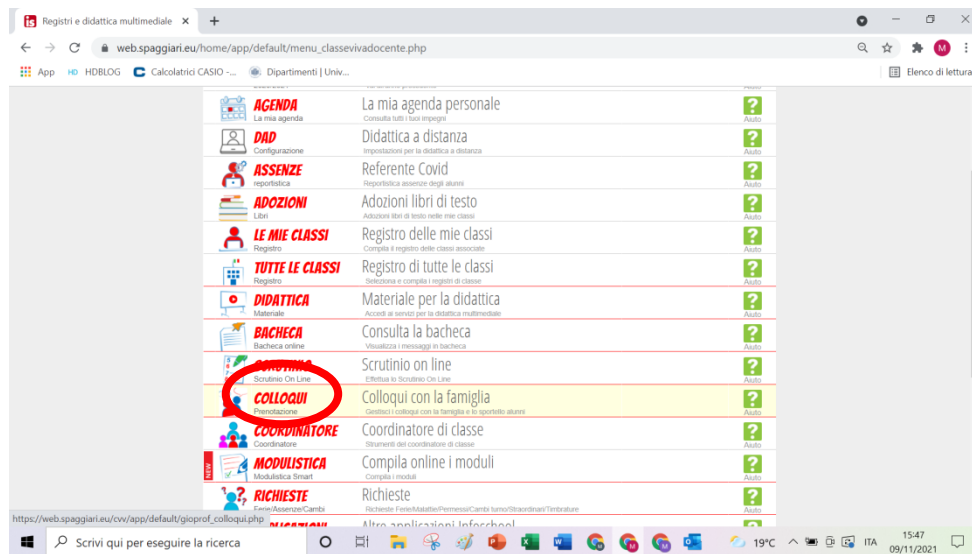 Registri e didattica multimediale
web.spaggiari.eu/home/app/default/menu_classevivadocente.php
App HD HDBLOG Calcolatrici CASIO -... Dipartimenti | Univ... Elenco di lettura
M
AGENDA La mia agenda personale
La mia agenda Consulta tutti i tuoi impegni Aiuto
DAD Didattica a distanza
Configurazione Impostazioni per la didattica a distanza Aiuto
ASSENZE Referente Covid
reportistica Reportistica assenze degli alunni Aiuto
ADOZIONI Adozioni libri di testo
Libri Adozioni libri di testo nelle mie classi Aiuto
LE MIE CLASSI Registro delle mie classi
Registro Compila il registro delle classi associate Aiuto
TUTTE LE CLASSI Registro di tutte le classi
Registro Seleziona e compila i registri di classe Aiuto
DIDATTICA Materiale per la didattica
Materiale Accedi ai servizi per la didattica multimediale Aiuto
BACHECA Consulta la bacheca
Bacheca online Visualizza i messaggi in bacheca Aiuto
SCRUTINIO Scrutinio on line
Scrutinio On Line Effettua lo Scrutinio On Line Aiuto
COLLOQUI Colloqui con la famiglia
Prenotazione Gestisci i colloqui con la famiglia e lo sportello alunni Aiuto
COORDINATORE Coordinatore di classe
Coordinatore Strumenti del coordinatore di classe Aiuto
NEW MODULISTICA Compila online i moduli
Modulistica Smart Compila i moduli Aiuto
RICHIESTE Richieste
Ferie/Assenze/Cambi Richieste Ferie/Malattie/Permessi/Cambi turno/Straordinari/Timbrature Aiuto
Altre applicazioni Infoschool
https://web.spaggiari.eu/cvv/app/default/gioprof_colloqui.php
Scrivi qui per eseguire la ricerca 19°C ITA 15:47
09/11/2021